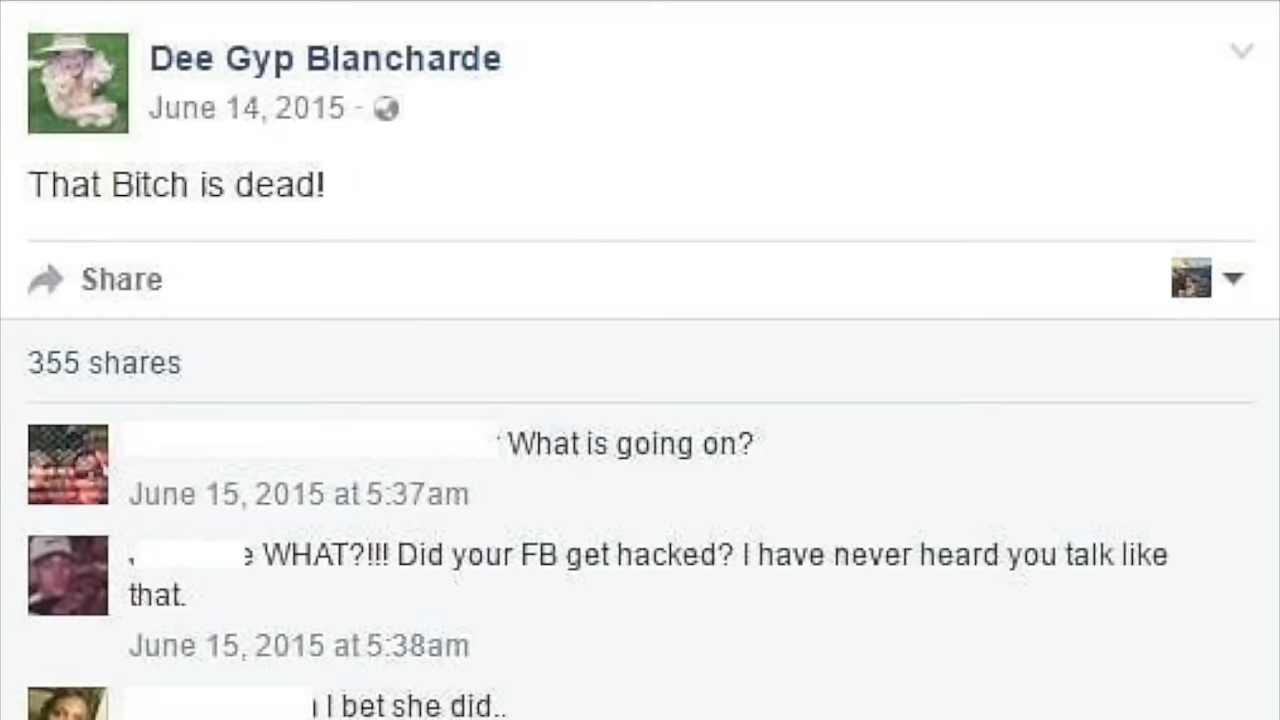 Dee Gyp Blancharde
June 14, 2015 -
That Bitch is dead!
Share
355 shares
What is going on?
June 15, 2015 at 5:37am
WHAT?!!! Did your FB get hacked? I have never heard you talk like
that.
June 15, 2015 at 5:38am
I bet she did..